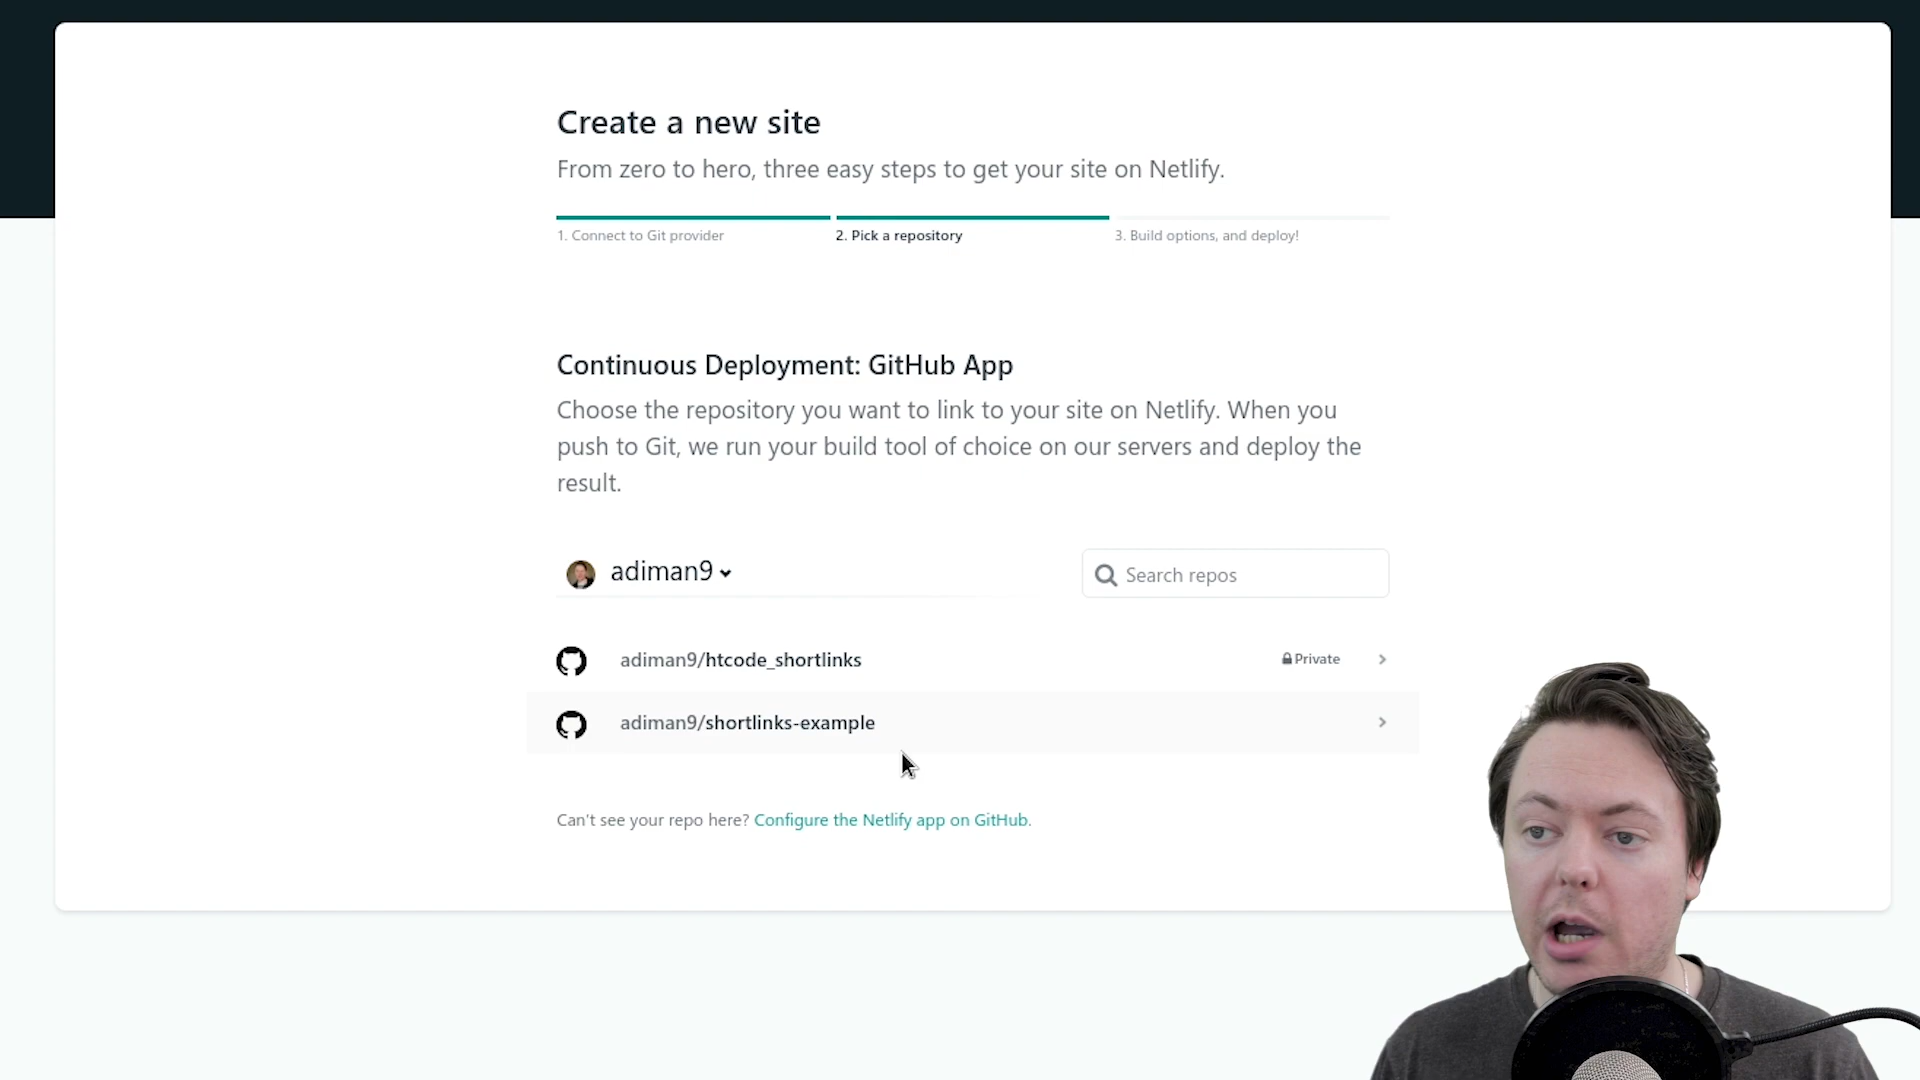 Create a new site
From zero to hero, three easy steps to get your site on Netlify.
1. Connect to Git provider
2. Pick a repository
3. Build options, and deploy!
Continuous Deployment: GitHub App
Choose the repository you want to link to your site on Netlify. When you
push to Git, we run your build tool of choice on our servers and deploy the
result.
adiman9
Search repos
adiman9/htcode_shortlinks
Private
adiman9/shortlinks-example
Can't see your repo here? Configure the Netlify app on GitHub.